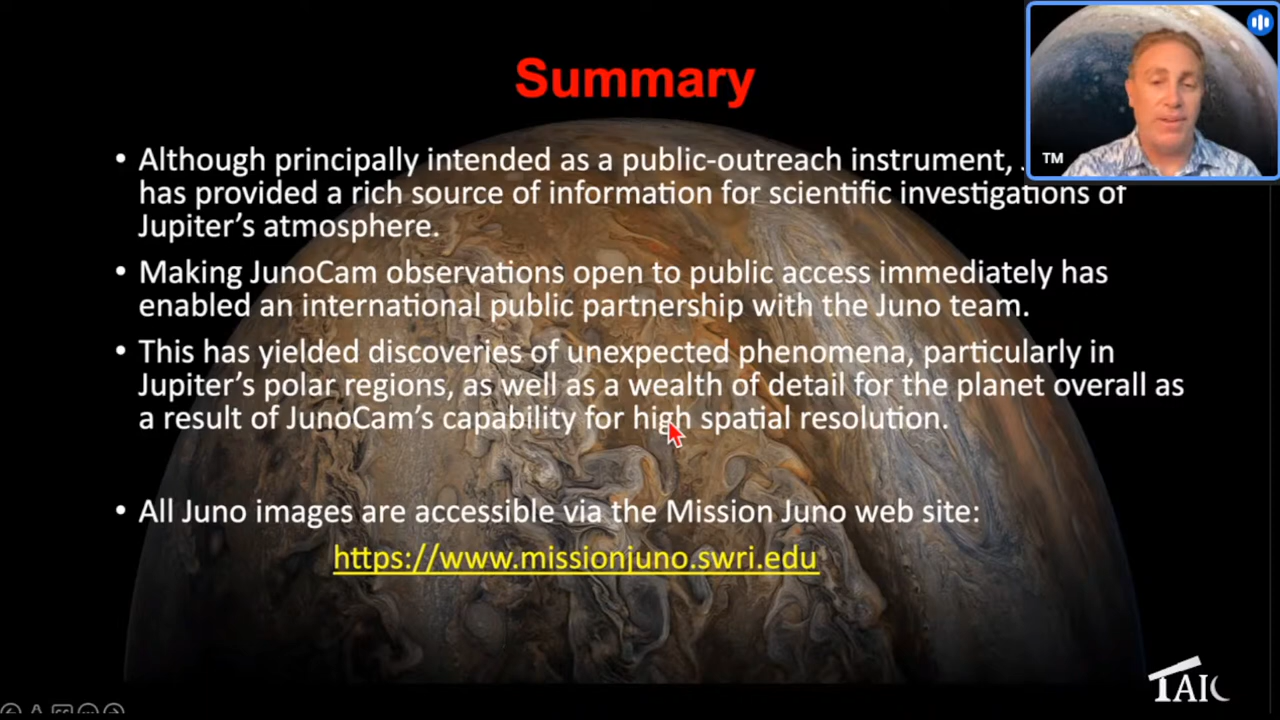 Summary
• Although principally intended as a public-outreach instrument,
has provided a rich source of information for scientific investigations of
Jupiter's atmosphere.
• Making JunoCam observations open to public access immediately has
enabled an international public partnership with the Juno team.
• This has yielded discoveries of unexpected phenomena, particularly in
Jupiter's polar regions, as well as a wealth of detail for the planet overall as
a result of JunoCam's capability for high spatial resolution.
• All Juno images are accessible via the Mission Juno web site:
https://www.missionjuno.swri.edu
TM
TAIC